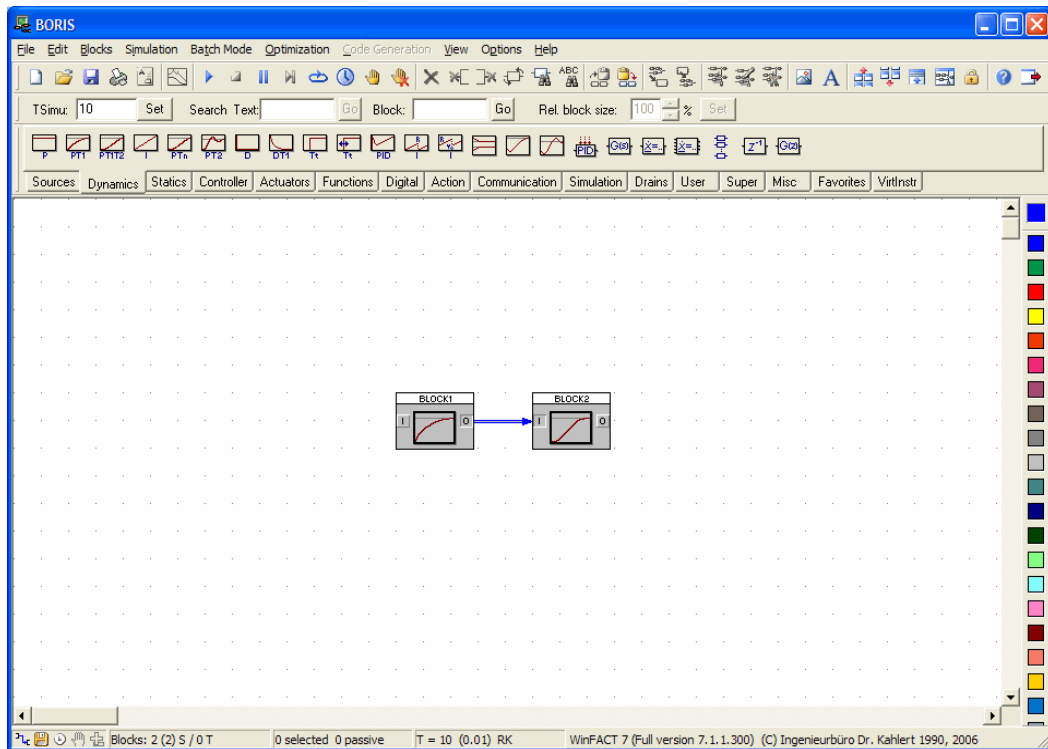 BORIS
File Edit Blocks Simulation Batch Mode Optimization Code Generation View Options Help
ABC
TSimu: 10 Set Search Text: Go Block: Go Rel. block size: 100 % Set
P PT1 PT1T2 I PTn PT2 D DT1 Tt Tt PID I I PID G(s) ẋ=. ẋ=. z⁻¹ G(z)
Sources Dynamics Statics Controller Actuators Functions Digital Action Communication Simulation Drains User Super Misc Favorites VirtInstr
BLOCK1 BLOCK2
I O I O
Blocks: 2 (2) S / 0 T 0 selected 0 passive T = 10 (0.01) RK WinFACT 7 (Full version 7.1.1.300) (C) Ingenieurbüro Dr. Kahlert 1990, 2006